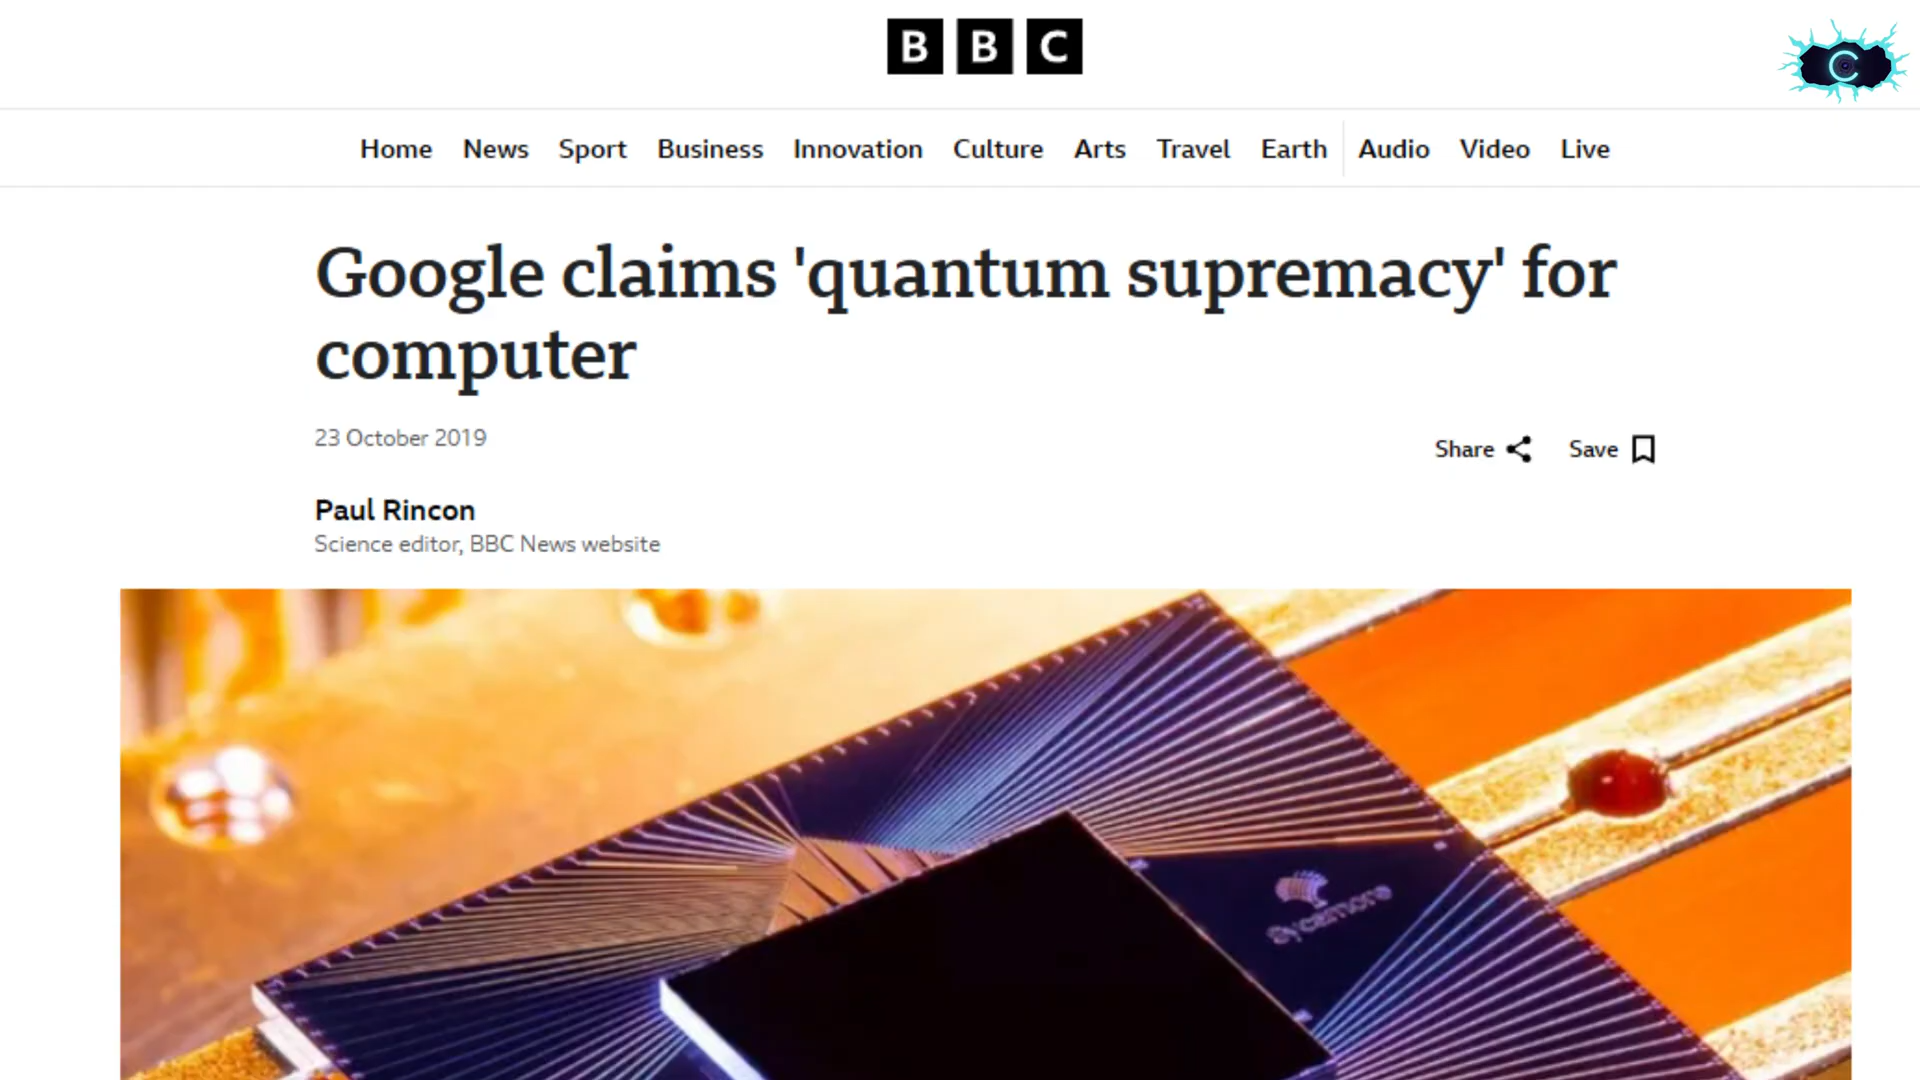 BBC
C
Home News Sport Business Innovation Culture Arts Travel Earth Audio Video Live
Google claims 'quantum supremacy' for
computer
23 October 2019
Share Save
Paul Rincon
Science editor, BBC News website
Sycamore